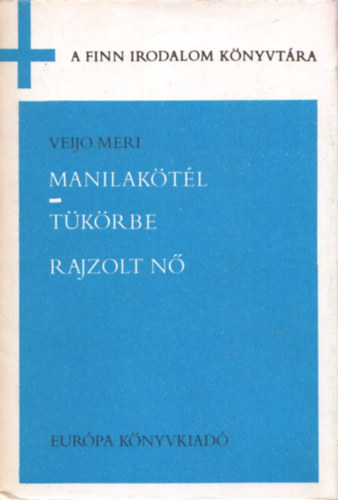 A FINN IRODALOM KÖNYVTÁRA
VEIJO MERI
MANILAKÖTÉL
-
TÜKÖRBE
RAJZOLT NŐ
EURÓPA KÖNYVKIADÓ